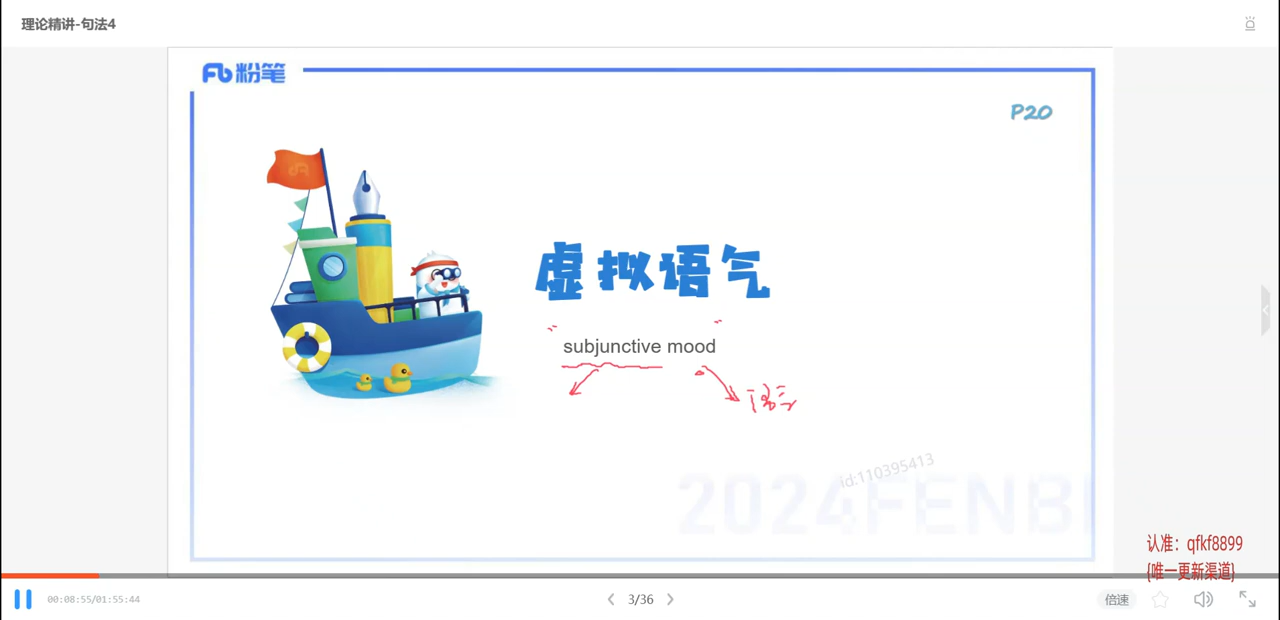 理论精讲-句法4
粉笔
P20
虚拟语气
subjunctive mood
语气
id:110395413
2024FENBI
认准：qfkf8899
{唯一更新渠道}
00:08:55/01:55:44
3/36
倍速